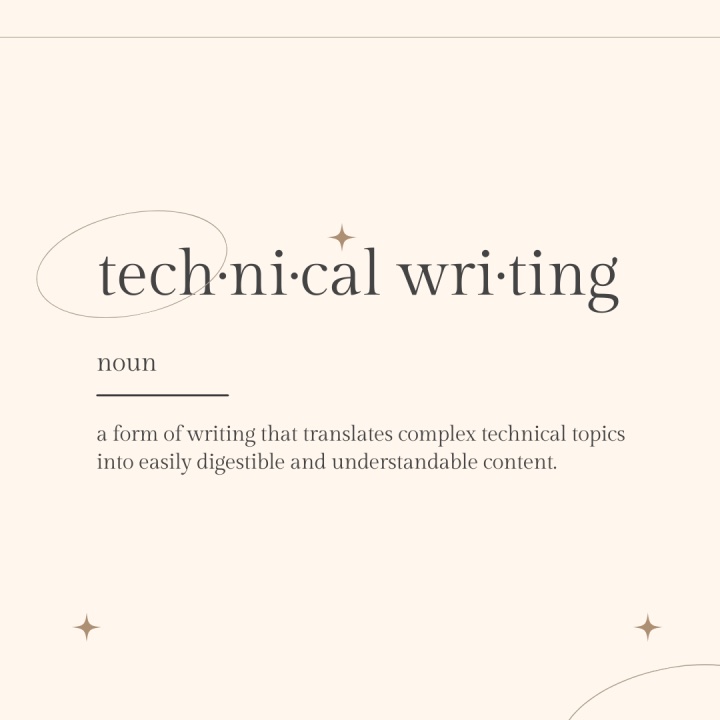 tech·ni·cal wri·ting
noun
a form of writing that translates complex technical topics
into easily digestible and understandable content.